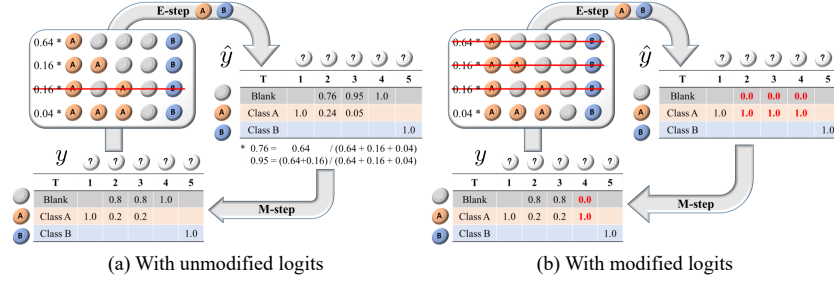 E-step A B
0.64 * A B
0.16 * A A B
0.16 * A A B
0.04 * A A A B
ŷ ? ? ? ? ?
T 1 2 3 4 5
Blank 0.76 0.95 1.0
A Class A 1.0 0.24 0.05
B Class B 1.0
* 0.76 = 0.64 / (0.64 + 0.16 + 0.04)
0.95 = (0.64+0.16) / (0.64 + 0.16 + 0.04)
y ? ? ? ? ?
T 1 2 3 4 5
Blank 0.8 0.8 1.0
A Class A 1.0 0.2 0.2
B Class B 1.0
M-step
(a) With unmodified logits
E-step A B
0.64 * A B
0.16 * A A B
0.16 * A A B
0.04 * A A A B
ŷ ? ? ? ? ?
T 1 2 3 4 5
Blank 0.0 0.0 0.0
A Class A 1.0 1.0 1.0 1.0
B Class B 1.0
y ? ? ? ? ?
T 1 2 3 4 5
Blank 0.8 0.8 0.0
A Class A 1.0 0.2 0.2 1.0
B Class B 1.0
M-step
(b) With modified logits